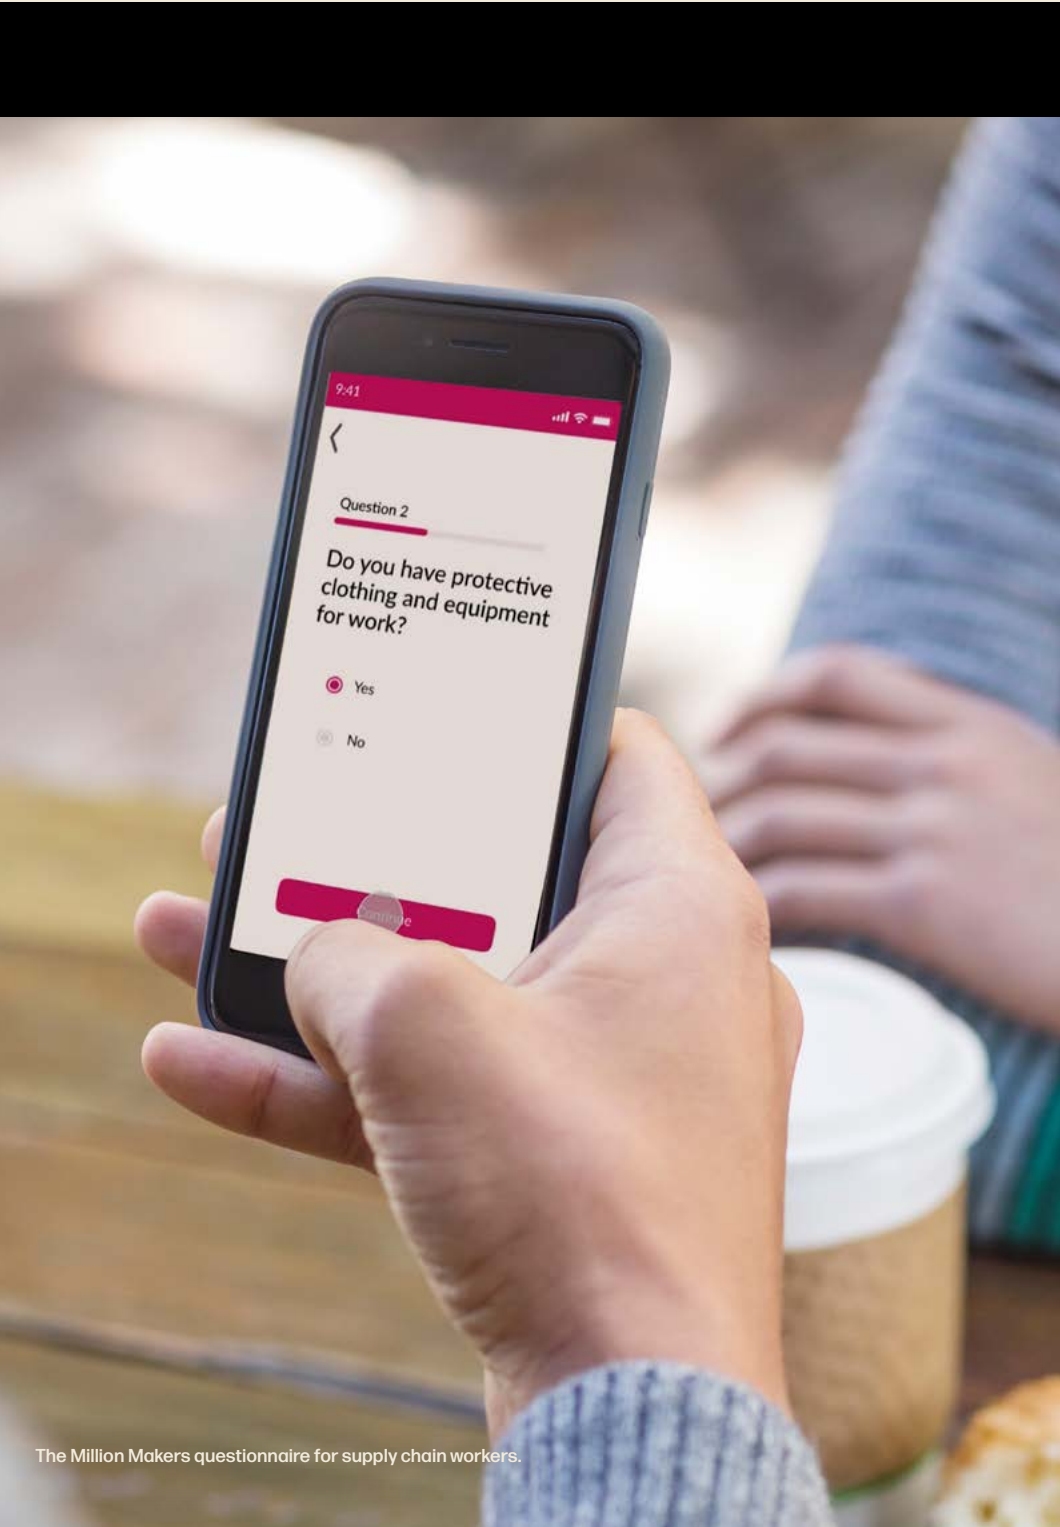 9:41
Question 2
Do you have protective
clothing and equipment
for work?
Yes
No
Continue
The Million Makers questionnaire for supply chain workers.